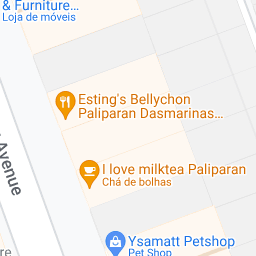 & Furniture...
Loja de móveis
Esting's Bellychon
Paliparan Dasmarinas...
Avenue
I love milktea Paliparan
Chá de bolhas
Ysamatt Petshop
Pet Shop